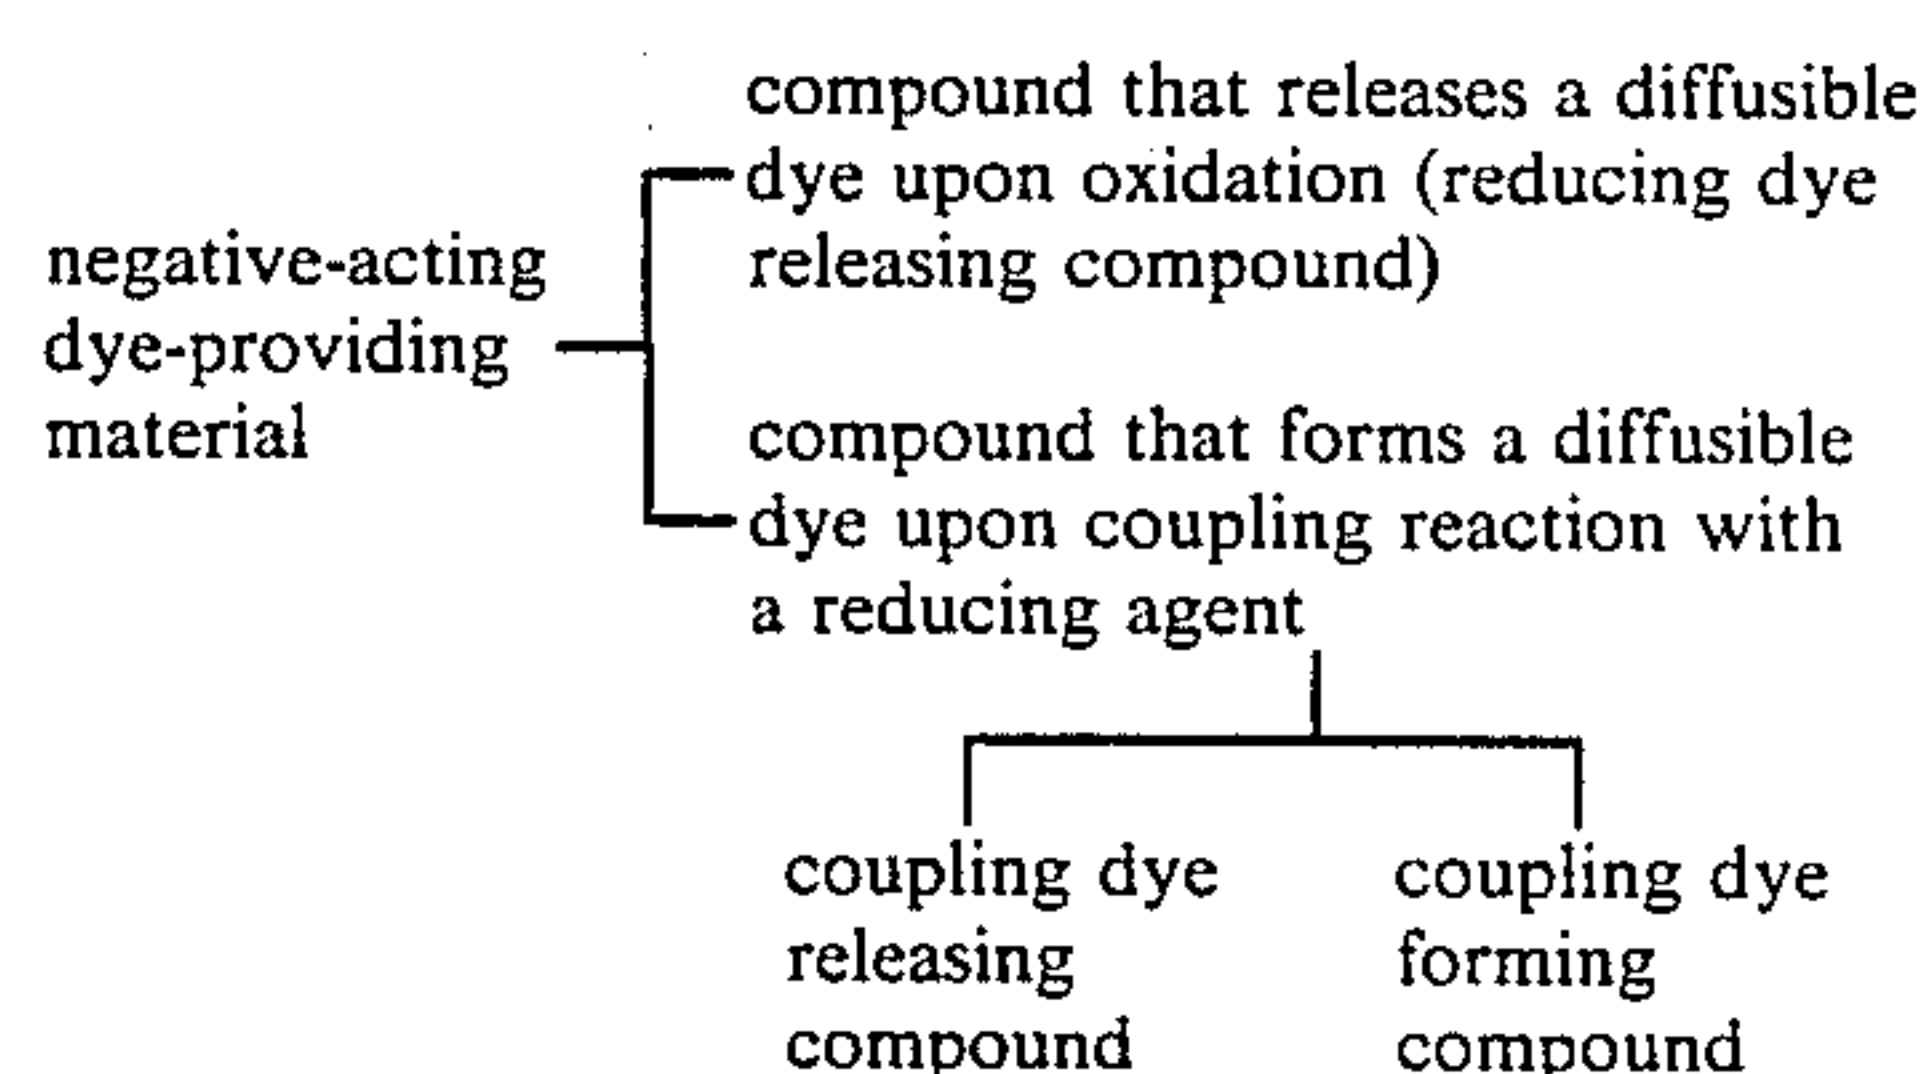 compound that releases a diffusible
dye upon oxidation (reducing dye
releasing compound)
negative-acting
dye-providing
material
compound that forms a diffusible
dye upon coupling reaction with
a reducing agent
coupling dye
releasing
compound
coupling dye
forming
compound